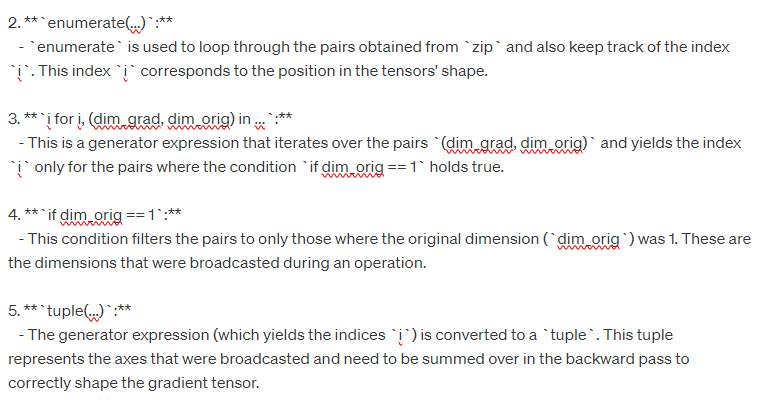 2. **`enumerate(...)`:**
- `enumerate` is used to loop through the pairs obtained from `zip` and also keep track of the index
`i`. This index `i` corresponds to the position in the tensors' shape.
3. **`i for i, (dim_grad, dim_orig) in ...`:**
- This is a generator expression that iterates over the pairs `(dim_grad, dim_orig)` and yields the index
`i` only for the pairs where the condition `if dim_orig == 1` holds true.
4. **`if dim_orig == 1`:**
- This condition filters the pairs to only those where the original dimension (`dim_orig`) was 1. These are
the dimensions that were broadcasted during an operation.
5. **`tuple(...)`:**
- The generator expression (which yields the indices `i`) is converted to a `tuple`. This tuple
represents the axes that were broadcasted and need to be summed over in the backward pass to
correctly shape the gradient tensor.